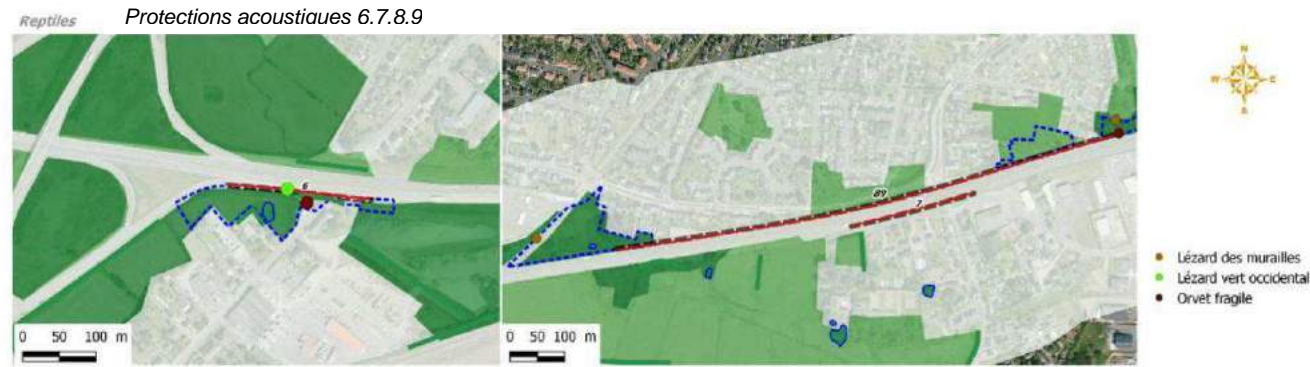 Reptiles
Protections acoustiques 6.7.8.9
6
89
7
N
W E
S
Lézard des murailles
Lézard vert occidental
Orvet fragile
0 50 100 m
0 50 100 m